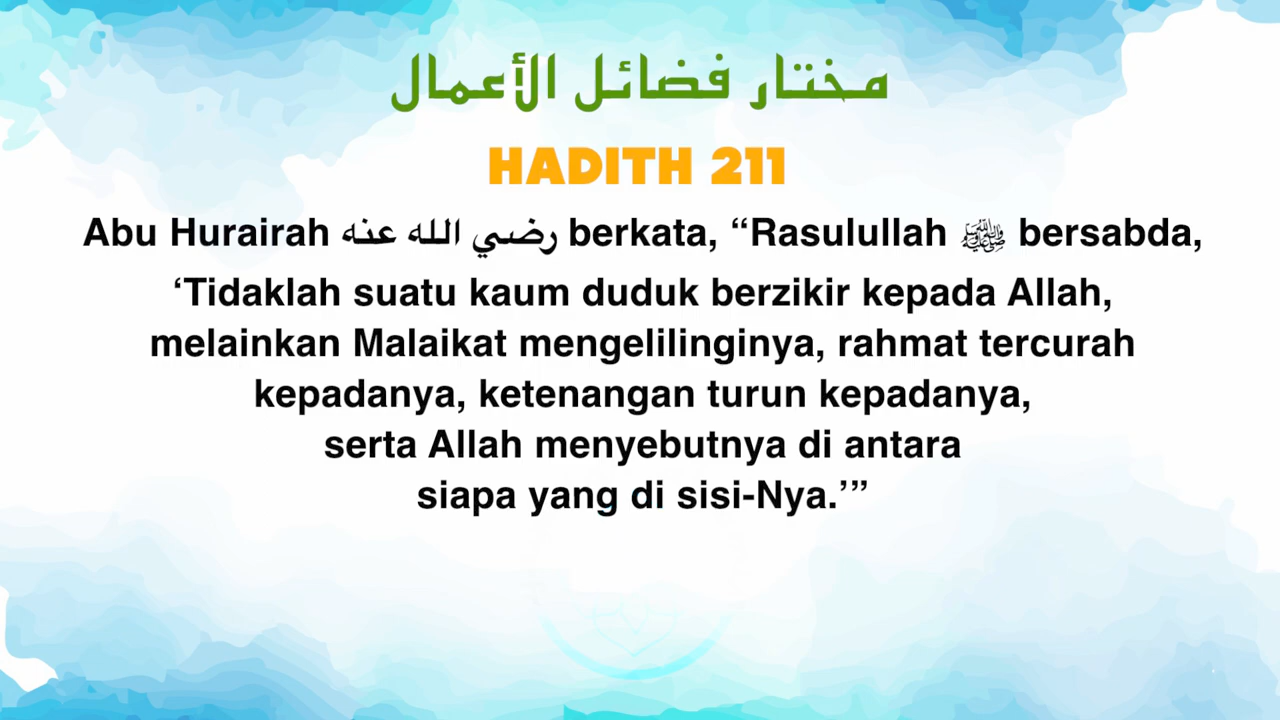 مختار فضائل الأعمال
HADITH 211
Abu Hurairah رضي الله عنه berkata, “Rasulullah ﷺ bersabda,
‘Tidaklah suatu kaum duduk berzikir kepada Allah,
melainkan Malaikat mengelilinginya, rahmat tercurah
kepadanya, ketenangan turun kepadanya,
serta Allah menyebutnya di antara
siapa yang di sisi-Nya.’”